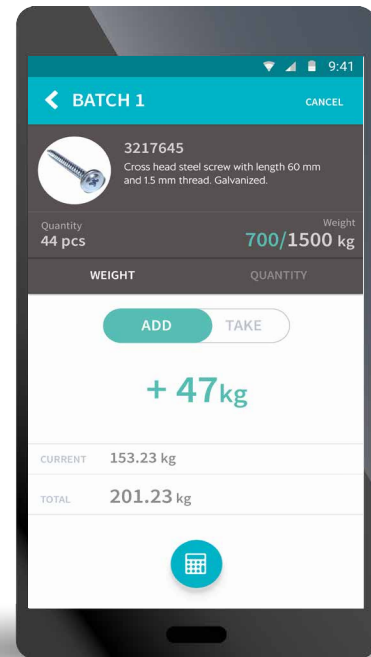 9:41
BATCH 1
CANCEL
3217645
Cross head steel screw with length 60 mm
and 1.5 mm thread. Galvanized.
Quantity
44 pcs
Weight
700/1500 kg
WEIGHT
QUANTITY
ADD
TAKE
+ 47kg
CURRENT 153.23 kg
TOTAL 201.23 kg